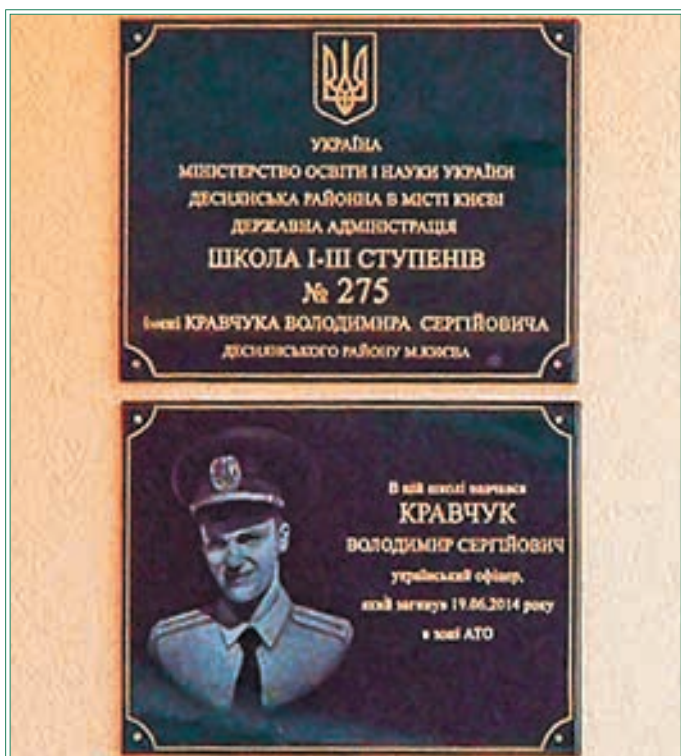 УКРАЇНА
МІНІСТЕРСТВО ОСВІТИ І НАУКИ УКРАЇНИ
ДЕСНЯНСЬКА РАЙОННА В МІСТІ КИЄВІ
ДЕРЖАВНА АДМІНІСТРАЦІЯ
ШКОЛА І-ІІІ СТУПЕНІВ
№ 275
імені КРАВЧУКА ВОЛОДИМИРА СЕРГІЙОВИЧА
ДЕСНЯНСЬКОГО РАЙОНУ М.КИЄВА
В цій школі навчався
КРАВЧУК
ВОЛОДИМИР СЕРГІЙОВИЧ
український офіцер,
який загинув 19.06.2014 року
в зоні АТО